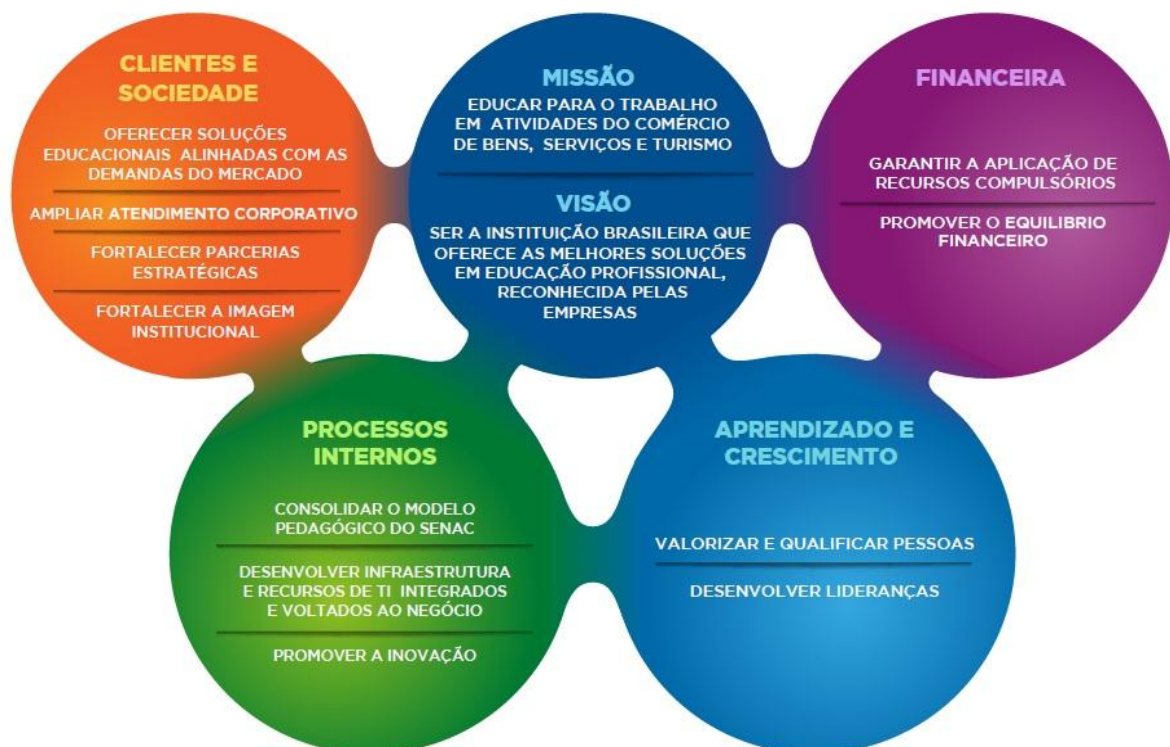 CLIENTES E
SOCIEDADE
OFERECER SOLUÇÕES
EDUCACIONAIS ALINHADAS COM AS
DEMANDAS DO MERCADO
AMPLIAR ATENDIMENTO CORPORATIVO
FORTALECER PARCERIAS
ESTRATÉGICAS
FORTALECER A IMAGEM
INSTITUCIONAL
MISSÃO
EDUCAR PARA O TRABALHO
EM ATIVIDADES DO COMÉRCIO
DE BENS, SERVIÇOS E TURISMO
VISÃO
SER A INSTITUIÇÃO BRASILEIRA QUE
OFERECE AS MELHORES SOLUÇÕES
EM EDUCAÇÃO PROFISSIONAL,
RECONHECIDA PELAS
EMPRESAS
FINANCEIRA
GARANTIR A APLICAÇÃO DE
RECURSOS COMPULSÓRIOS
PROMOVER O EQUILIBRIO
FINANCEIRO
PROCESSOS
INTERNOS
CONSOLIDAR O MODELO
PEDAGÓGICO DO SENAC
DESENVOLVER INFRAESTRUTURA
E RECURSOS DE TI INTEGRADOS
E VOLTADOS AO NEGÓCIO
PROMOVER A INOVAÇÃO
APRENDIZADO E
CRESCIMENTO
VALORIZAR E QUALIFICAR PESSOAS
DESENVOLVER LIDERANÇAS